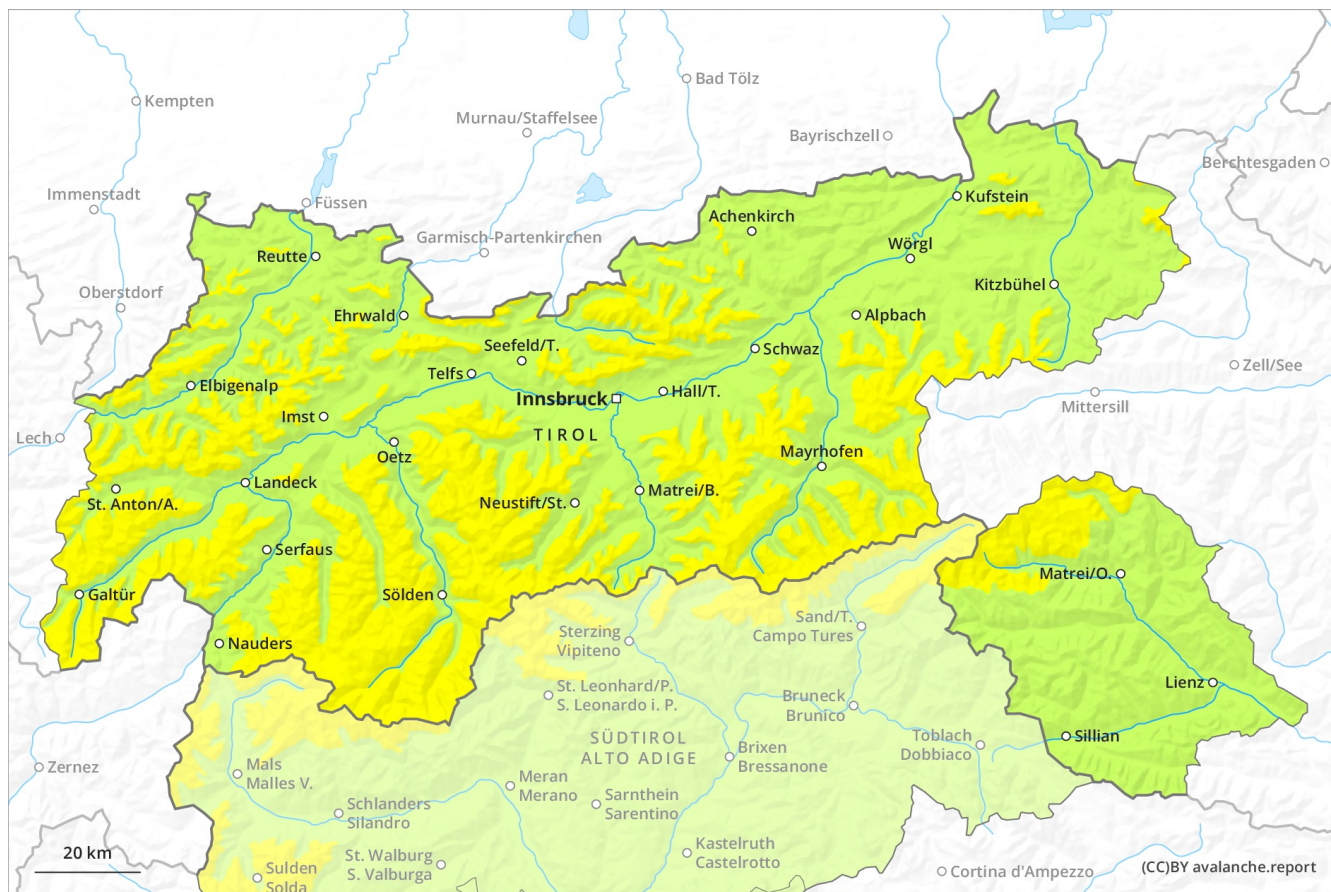 Bad Tölz
Kempten
Murnau/Staffelsee
Bayrischzell
Berchtesgaden
Immenstadt
Füssen
Kufstein
Achenkirch
Garmisch-Partenkirchen
Wörgl
Reutte
Oberstdorf
Kitzbühel
Ehrwald
Alpbach
Seefeld/T.
Schwaz
Zell/See
Telfs
Elbigenalp
Hall/T.
Innsbruck
Mittersill
Imst
TIROL
Lech
Mayrhofen
Oetz
Landeck
Matrei/B.
St. Anton/A.
Neustift/St.
Serfaus
Matrei/O.
Galtür
Sölden
Sand/T.
Campo Tures
Sterzing
Vipiteno
Nauders
Lienz
St. Leonhard/P.
S. Leonardo i. P.
Bruneck
Brunico
Sillian
Toblach
Dobbiaco
SÜDTIROL
ALTO ADIGE
Brixen
Bressanone
Zernez
Mals
Malles V.
Meran
Merano
Sarnthein
Sarentino
Schlanders
Silandro
Kastelruth
Castelrotto
20 km
St. Walburg
S. Valburga
Sulden
Solda
Cortina d'Ampezzo
(CC)BY avalanche.report